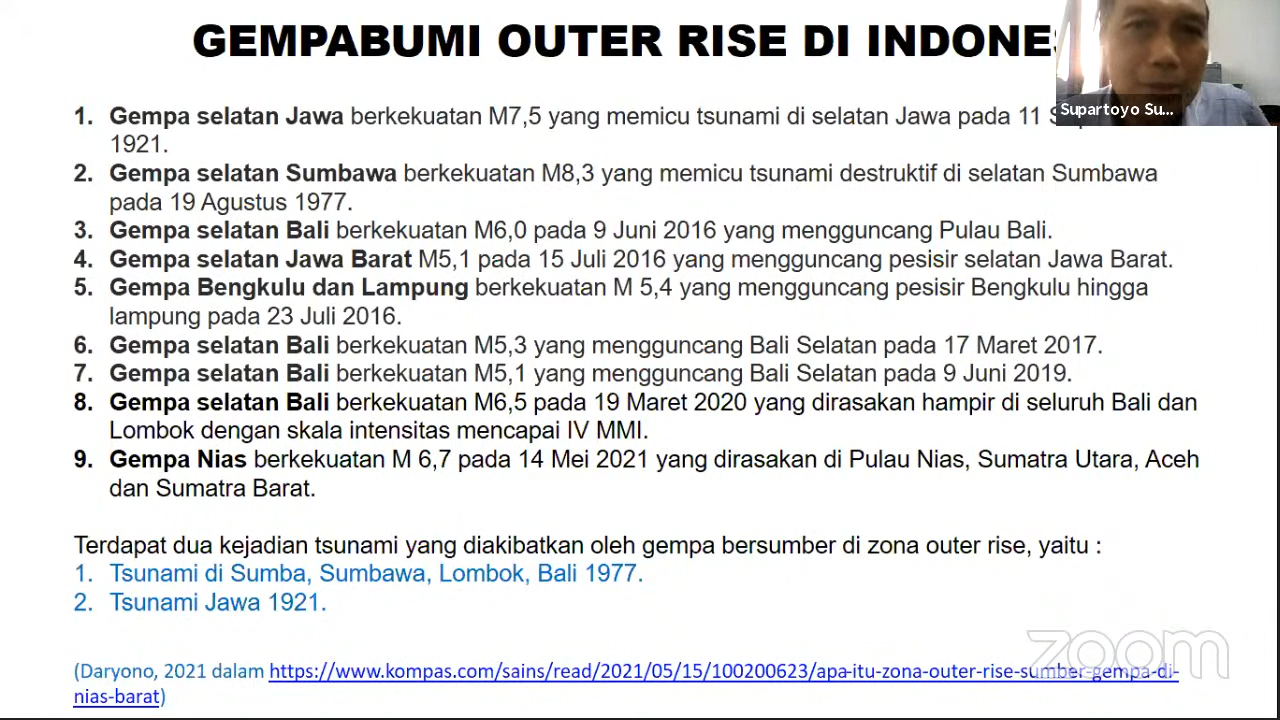 GEMPABUMI OUTER RISE DI
1. Gempa selatan Jawa berkekuatan M7,5 yang memicu tsunami di selatan Jawa pada 11
1921.
2. Gempa selatan Sumbawa berkekuatan M8,3 yang memicu tsunami destruktif di selatan Sumbawa
pada 19 Agustus 1977.
3. Gempa selatan Bali berkekuatan M6,0 pada 9 Juni 2016 yang mengguncang Pulau Bali.
4. Gempa selatan Jawa Barat M5,1 pada 15 Juli 2016 yang mengguncang pesisir selatan Jawa Barat.
5. Gempa Bengkulu dan Lampung berkekuatan M 5,4 yang mengguncang pesisir Bengkulu hingga
lampung pada 23 Juli 2016.
6. Gempa selatan Bali berkekuatan M5,3 yang mengguncang Bali Selatan pada 17 Maret 2017.
7. Gempa selatan Bali berkekuatan M5,1 yang mengguncang Bali Selatan pada 9 Juni 2019.
8. Gempa selatan Bali berkekuatan M6,5 pada 19 Maret 2020 yang dirasakan hampir di seluruh Bali dan
Lombok dengan skala intensitas mencapai IV MMI.
9. Gempa Nias berkekuatan M 6,7 pada 14 Mei 2021 yang dirasakan di Pulau Nias, Sumatra Utara, Aceh
dan Sumatra Barat.
Terdapat dua kejadian tsunami yang diakibatkan oleh gempa bersumber di zona outer rise, yaitu :
1. Tsunami di Sumba, Sumbawa, Lombok, Bali 1977.
2. Tsunami Jawa 1921.
(Daryono, 2021 dalam https://www.kompas.com/sains/read/2021/05/15/100200623/apa-itu-zona-outer-rise-sumber-gempa-di-
nias-barat)
Supartoyo Su...
zoom